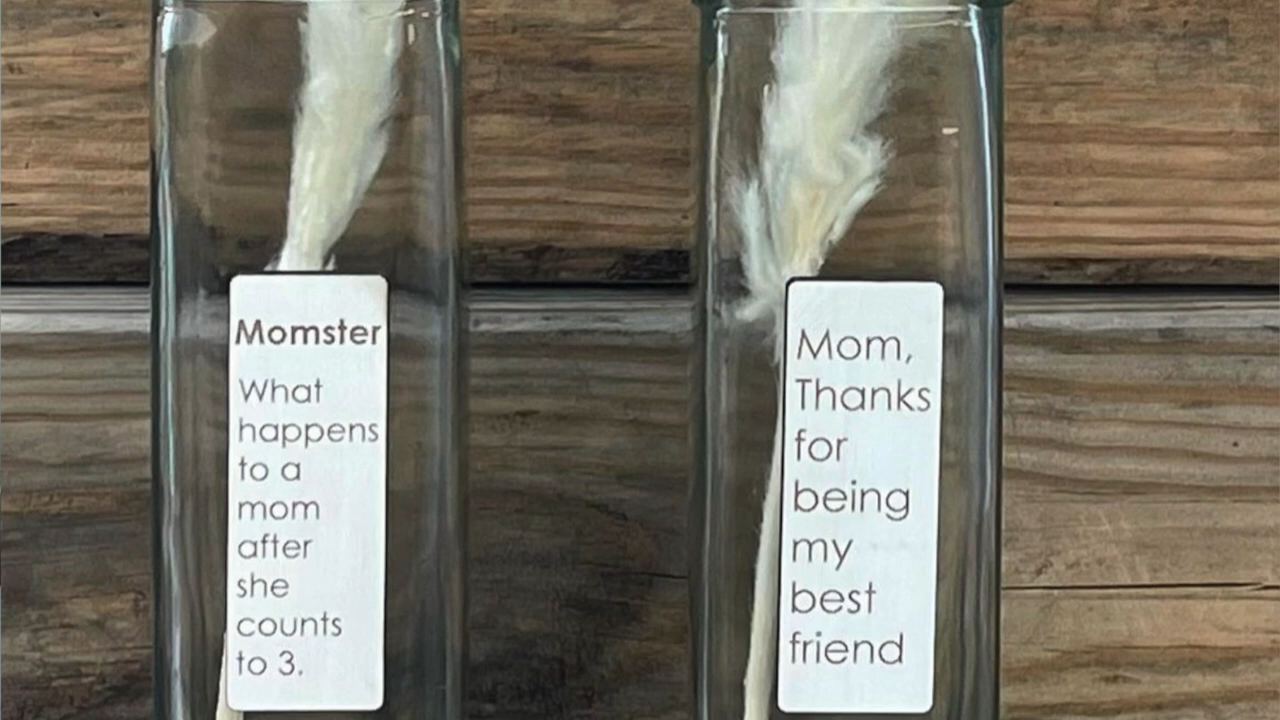 Momster
What
happens
to a
mom
after
she
counts
to 3.
Mom,
Thanks
for
being
my
best
friend